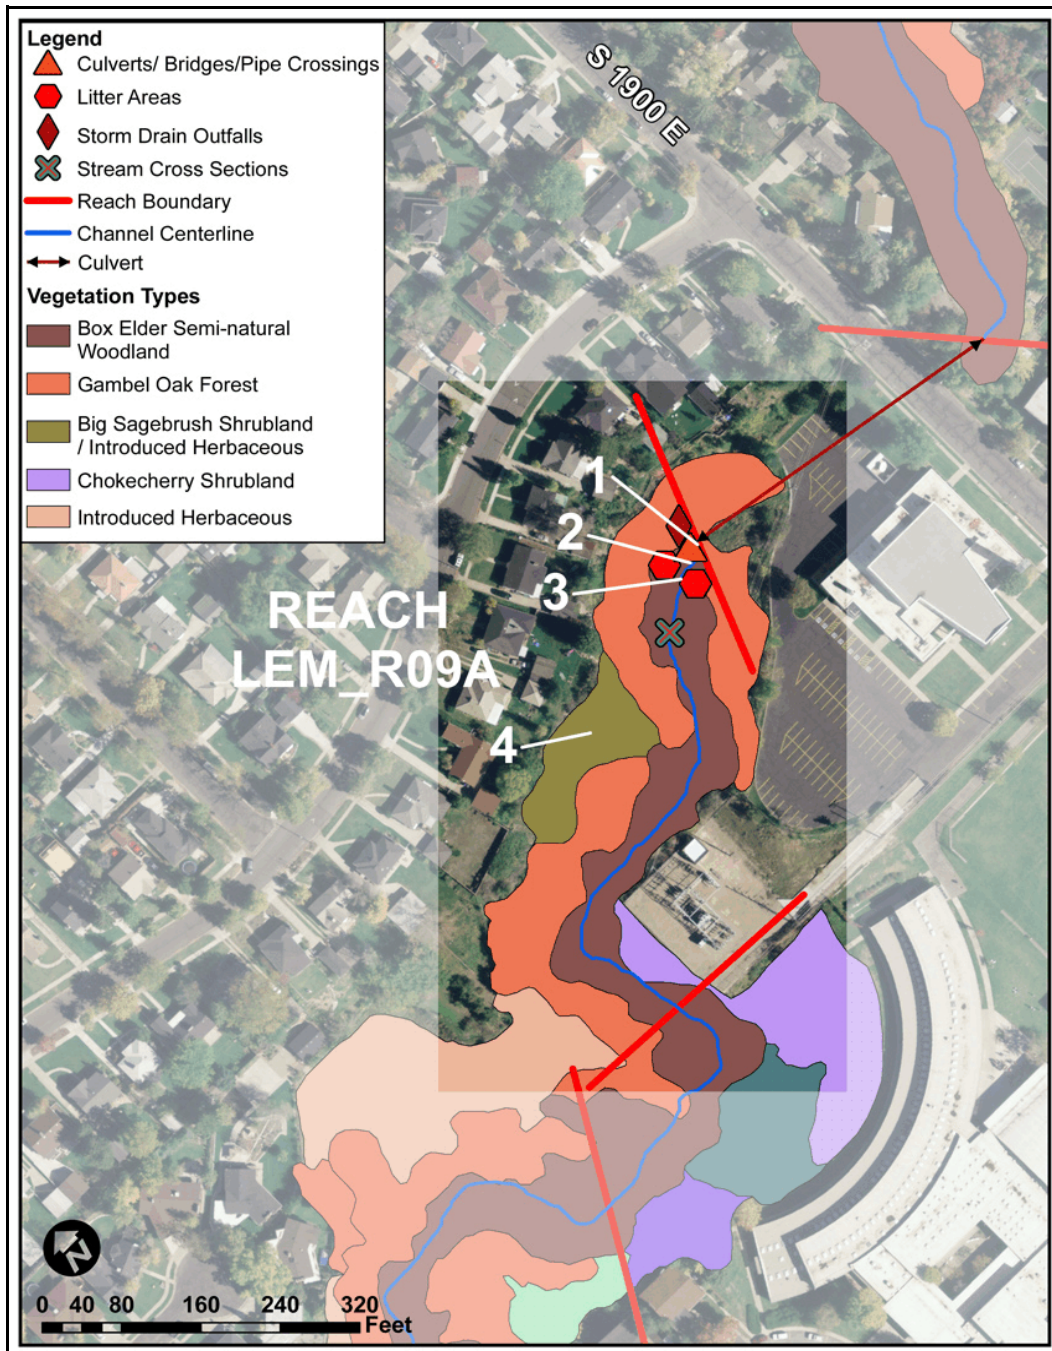 Legend
Culverts/ Bridges/Pipe Crossings
Litter Areas
Storm Drain Outfalls
Stream Cross Sections
Reach Boundary
Channel Centerline
Culvert
Vegetation Types
Box Elder Semi-natural
Woodland
Gambel Oak Forest
Big Sagebrush Shrubland
/ Introduced Herbaceous
Chokecherry Shrubland
Introduced Herbaceous
S 1900 E
1
2
3
REACH
LEM_R09A
4
N
0 40 80 160 240 320
Feet